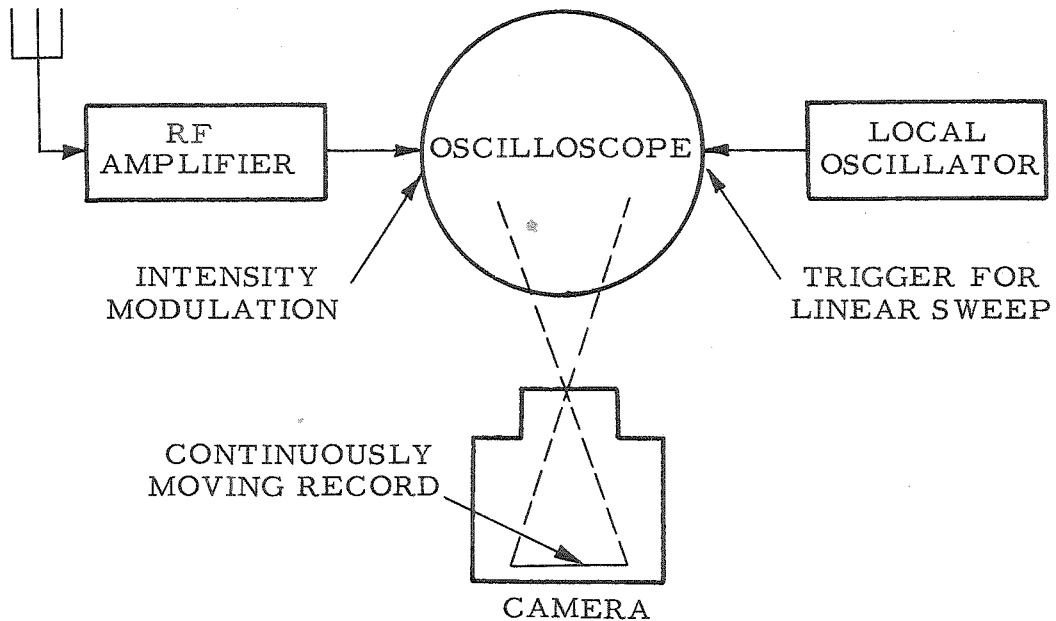 RF
AMPLIFIER
OSCILLOSCOPE
LOCAL
OSCILLATOR
INTENSITY
MODULATION
TRIGGER FOR
LINEAR SWEEP
CONTINUOUSLY
MOVING RECORD
CAMERA